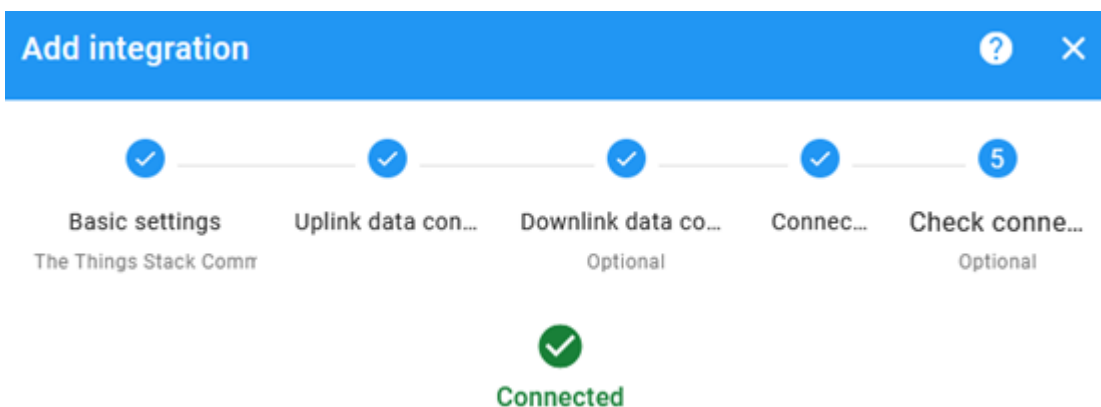 Add integration
?
5
Basic settings
Uplink data con...
Downlink data co...
Connec...
Check conne...
The Things Stack Comm
Optional
Optional
Connected